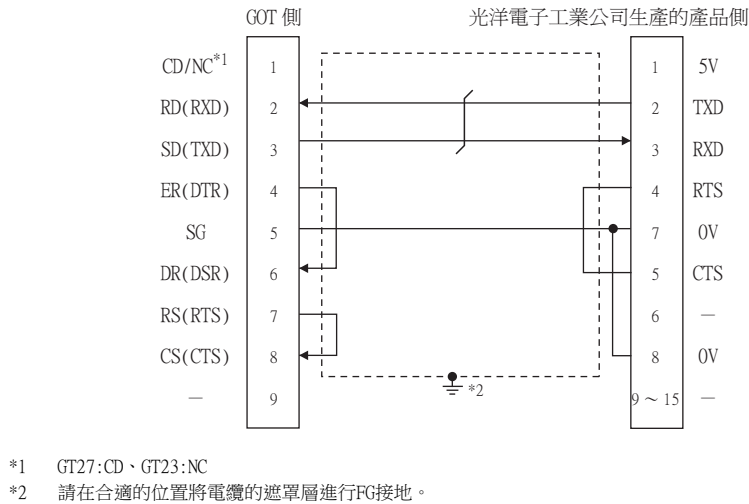 GOT 側 光洋電子工業公司生產的產品側
CD/NC*1 1 1 5V
RD(RXD) 2 2 TXD
SD(TXD) 3 3 RXD
ER(DTR) 4 4 RTS
SG 5 7 0V
DR(DSR) 6 5 CTS
RS(RTS) 7 6 —
CS(CTS) 8 8 0V
*2
— 9 9～15 —
*1 GT27:CD、GT23:NC
*2 請在合適的位置將電纜的遮罩層進行FG接地。